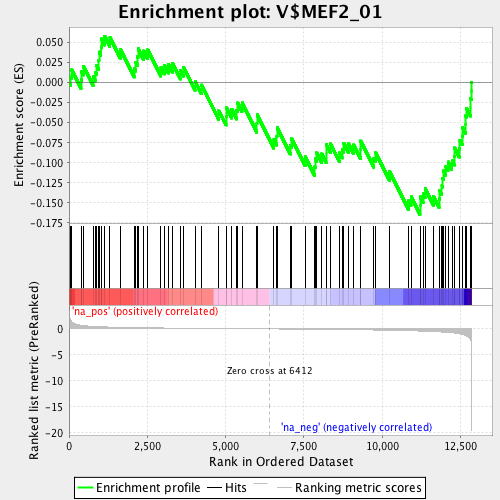 Enrichment plot: V$MEF2_01
Enrichment score (ES)
0.050
0.025
0.000
-0.025
-0.050
-0.075
-0.100
-0.125
-0.150
-0.175
'na_pos' (positively correlated)
Ranked list metric (PreRanked)
0
-5
-10
-15
-20
Zero cross at 6412
'na_neg' (negatively correlated)
0
2,500
5,000
7,500
10,000
12,500
Rank in Ordered Dataset
Enrichment profile
Hits
Ranking metric scores